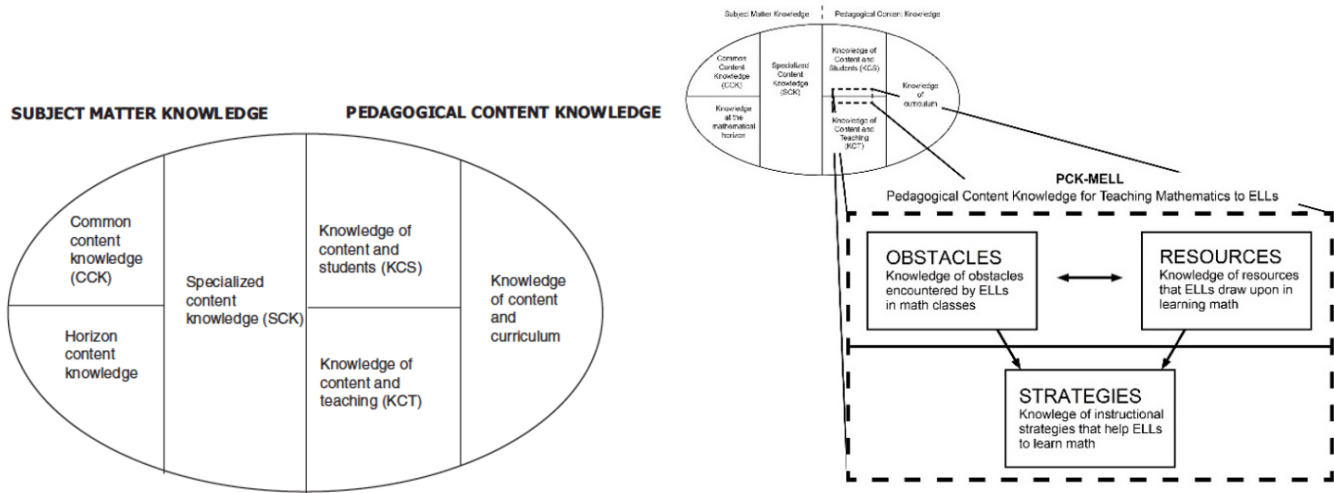 SUBJECT MATTER KNOWLEDGE
PEDAGOGICAL CONTENT KNOWLEDGE
Common
content
knowledge
(CCK)
Horizon
content
knowledge
Specialized
content
knowledge (SCK)
Knowledge of
content and
students (KCS)
Knowledge of
content and
teaching (KCT)
Knowledge
of content
and
curriculum
Subject Matter Knowledge
Pedagogical Content Knowledge
Common
Content
Knowledge
(CCK)
Knowledge
at the
mathematical
horizon
Specialized
Content
Knowledge
(SCK)
Knowledge of
Content and
Students (KCS)
Knowledge of
Content and
Teaching
(KCT)
Knowledge
of
curriculum
PCK-MELL
Pedagogical Content Knowledge for Teaching Mathematics to ELLs
OBSTACLES
Knowledge of obstacles
encountered by ELLs
in math classes
RESOURCES
Knowledge of resources
that ELLs draw upon in
learning math
STRATEGIES
Knowlege of instructional
strategies that help ELLs
to learn math